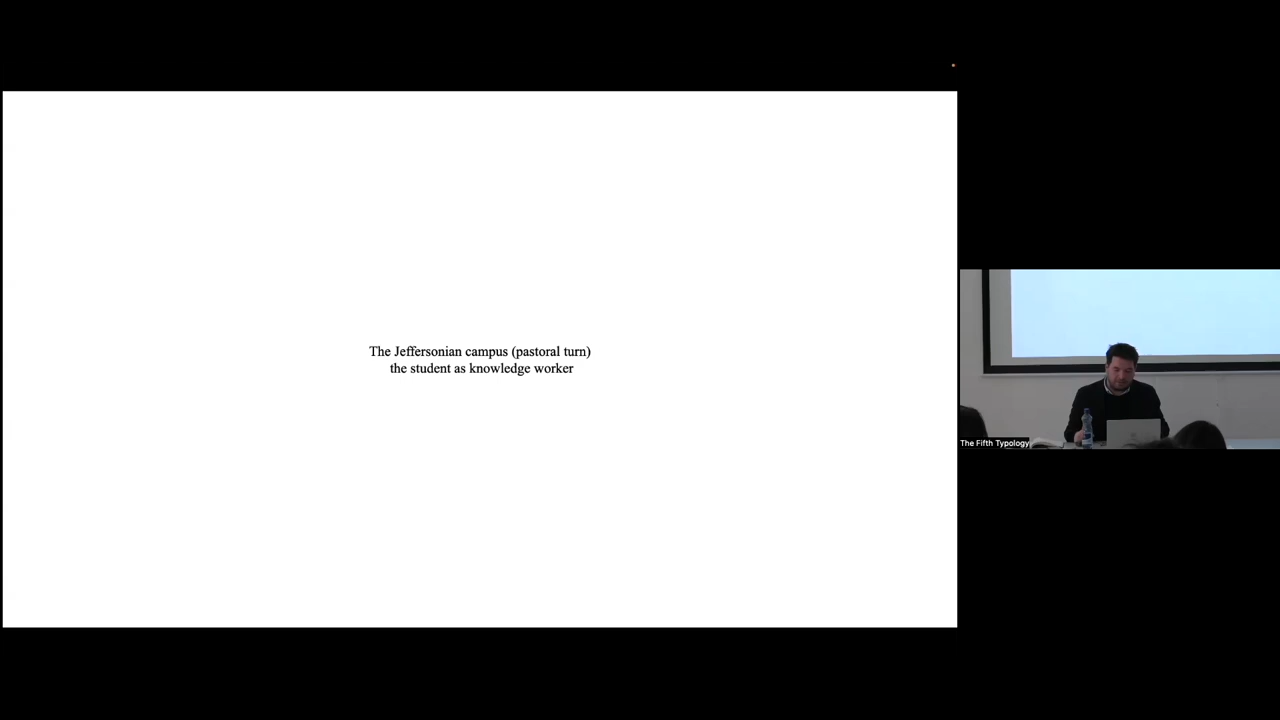 The Jeffersonian campus (pastoral turn)
the student as knowledge worker
The Fifth Typology